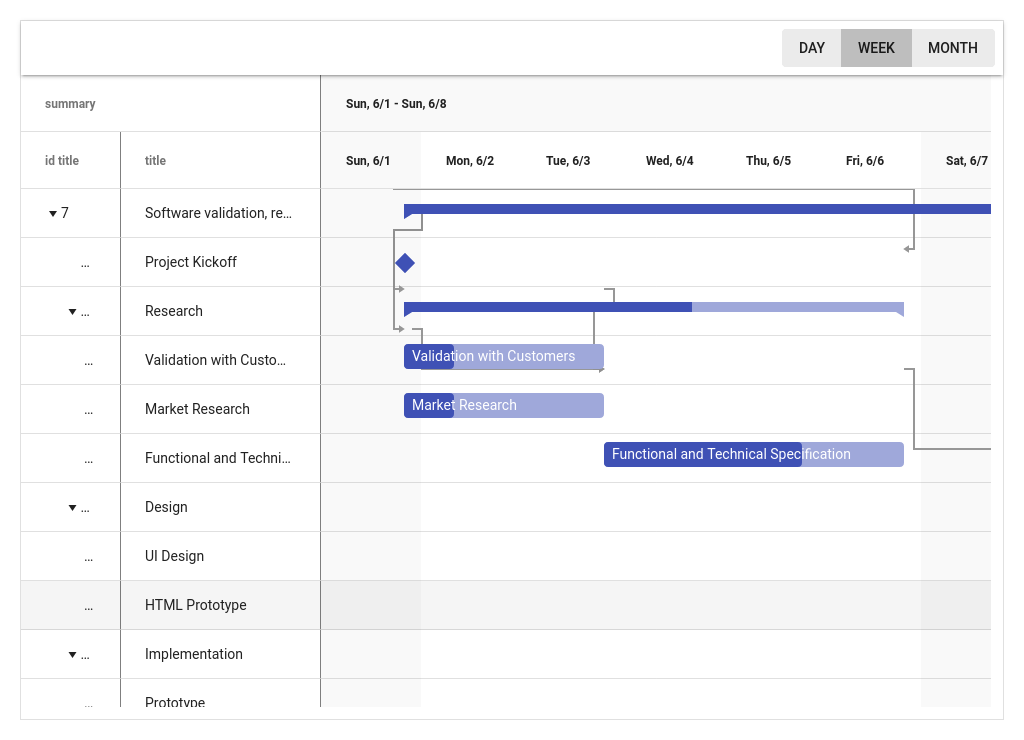 DAY WEEK MONTH
summary Sun, 6/1 - Sun, 6/8
id title title Sun, 6/1 Mon, 6/2 Tue, 6/3 Wed, 6/4 Thu, 6/5 Fri, 6/6 Sat, 6/7
7 Software validation, re...
... Project Kickoff
... Research
... Validation with Custo... Validation with Customers
... Market Research Market Research
... Functional and Techni... Functional and Technical Specification
... Design
... UI Design
... HTML Prototype
... Implementation
... Prototype